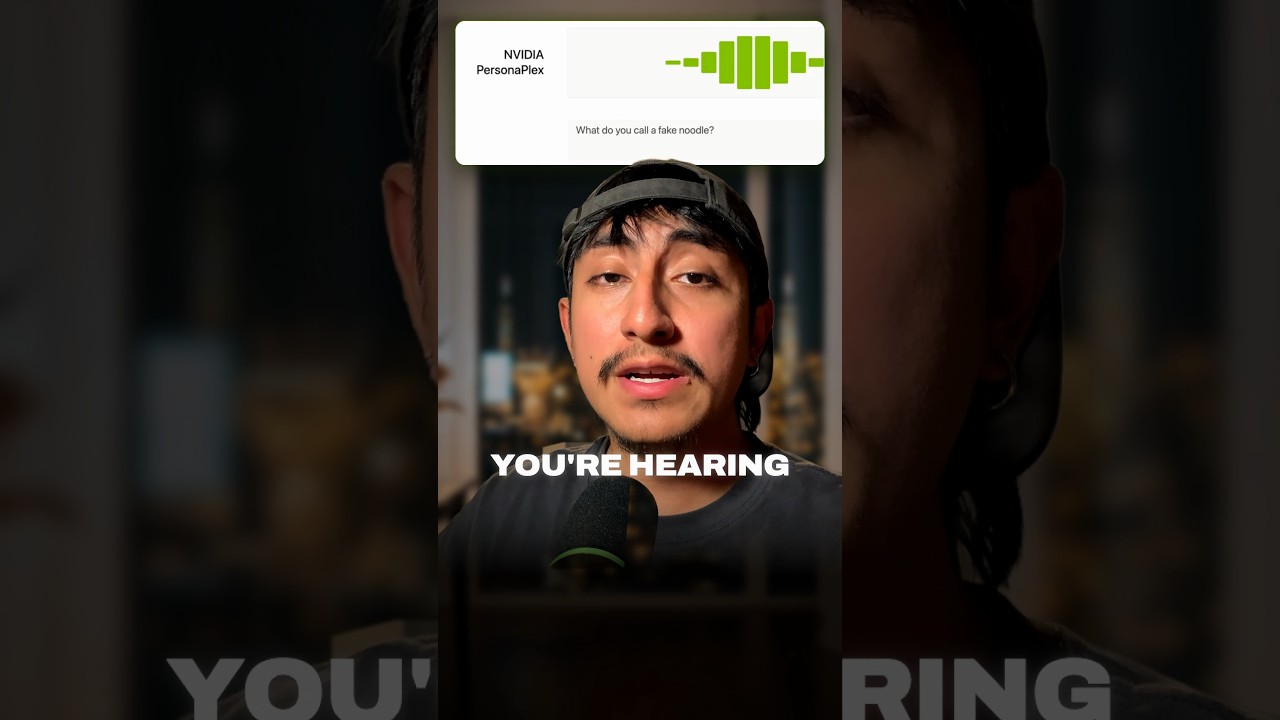 NVIDIA
PersonaPlex
What do you call a fake noodle?
YOU'RE HEARING
YOU'
RING